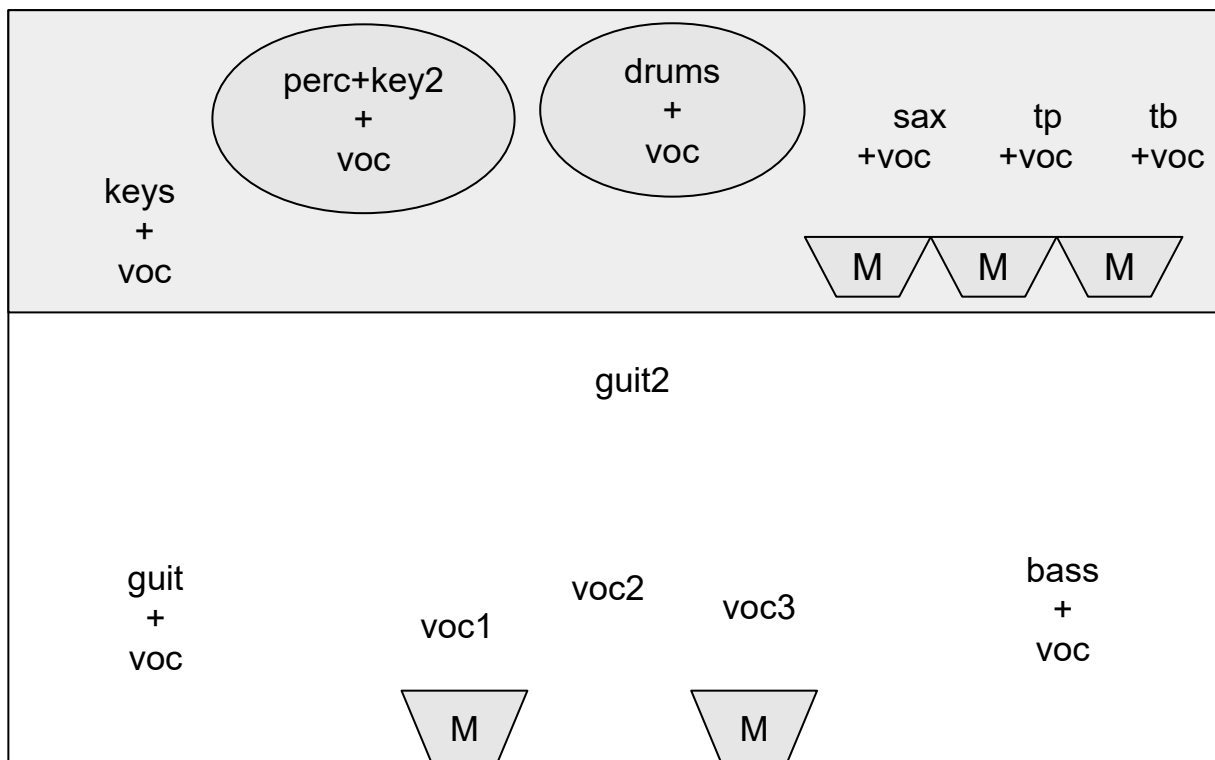 perc+key2
+
voc
drums
+
voc
sax
+voc
tp
+voc
tb
+voc
keys
+
voc
M
M
M
guit2
guit
+
voc
voc1
voc2
voc3
bass
+
voc
M
M